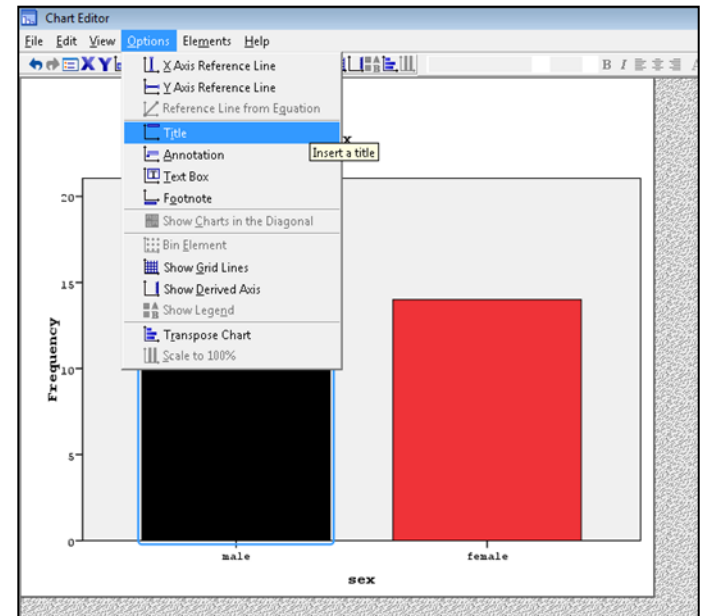 Chart Editor
File Edit View Options Elements Help
X Y
B I
X Axis Reference Line
Y Axis Reference Line
Reference Line from Equation
Title
x
Insert a title
Annotation
Text Box
Footnote
Show Charts in the Diagonal
Bin Element
Show Grid Lines
Show Derived Axis
Show Legend
Transpose Chart
Scale to 100%
20
15
10
5
0
Frequency
male female
sex